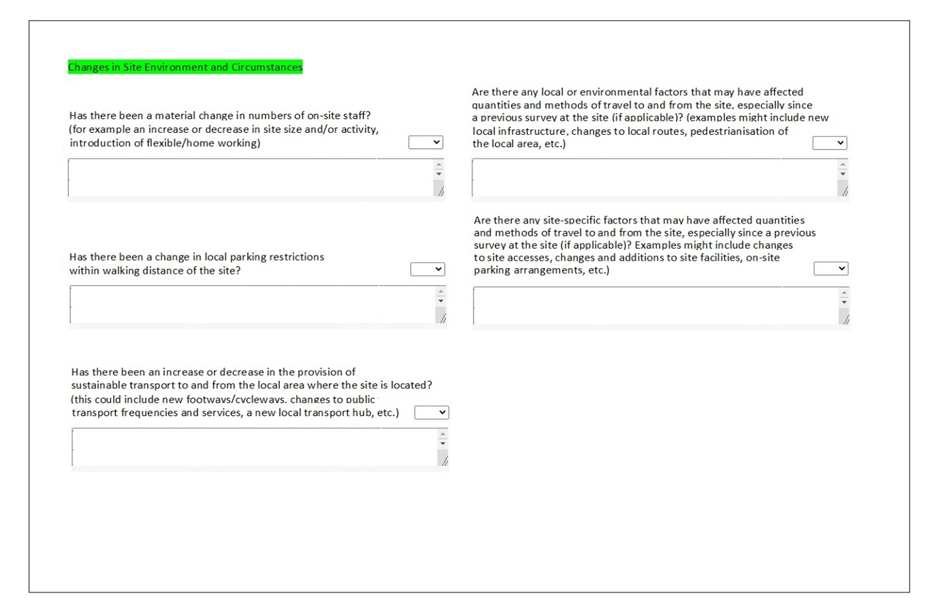 Changes in Site Environment and Circumstances
Has there been a material change in numbers of on-site staff?
(for example an increase or decrease in site size and/or activity,
introduction of flexible/home working)
Has there been a change in local parking restrictions
within walking distance of the site?
Has there been an increase or decrease in the provision of
sustainable transport to and from the local area where the site is located?
(this could include new footways/cycleways, changes to public
transport frequencies and services, a new local transport hub, etc.)
Are there any local or environmental factors that may have affected
quantities and methods of travel to and from the site, especially since
a previous survey at the site (if applicable)? (examples might include new
local infrastructure, changes to local routes, pedestrianisation of
the local area, etc.)
Are there any site-specific factors that may have affected quantities
and methods of travel to and from the site, especially since a previous
survey at the site (if applicable)? Examples might include changes
to site accesses, changes and additions to site facilities, on-site
parking arrangements, etc.)